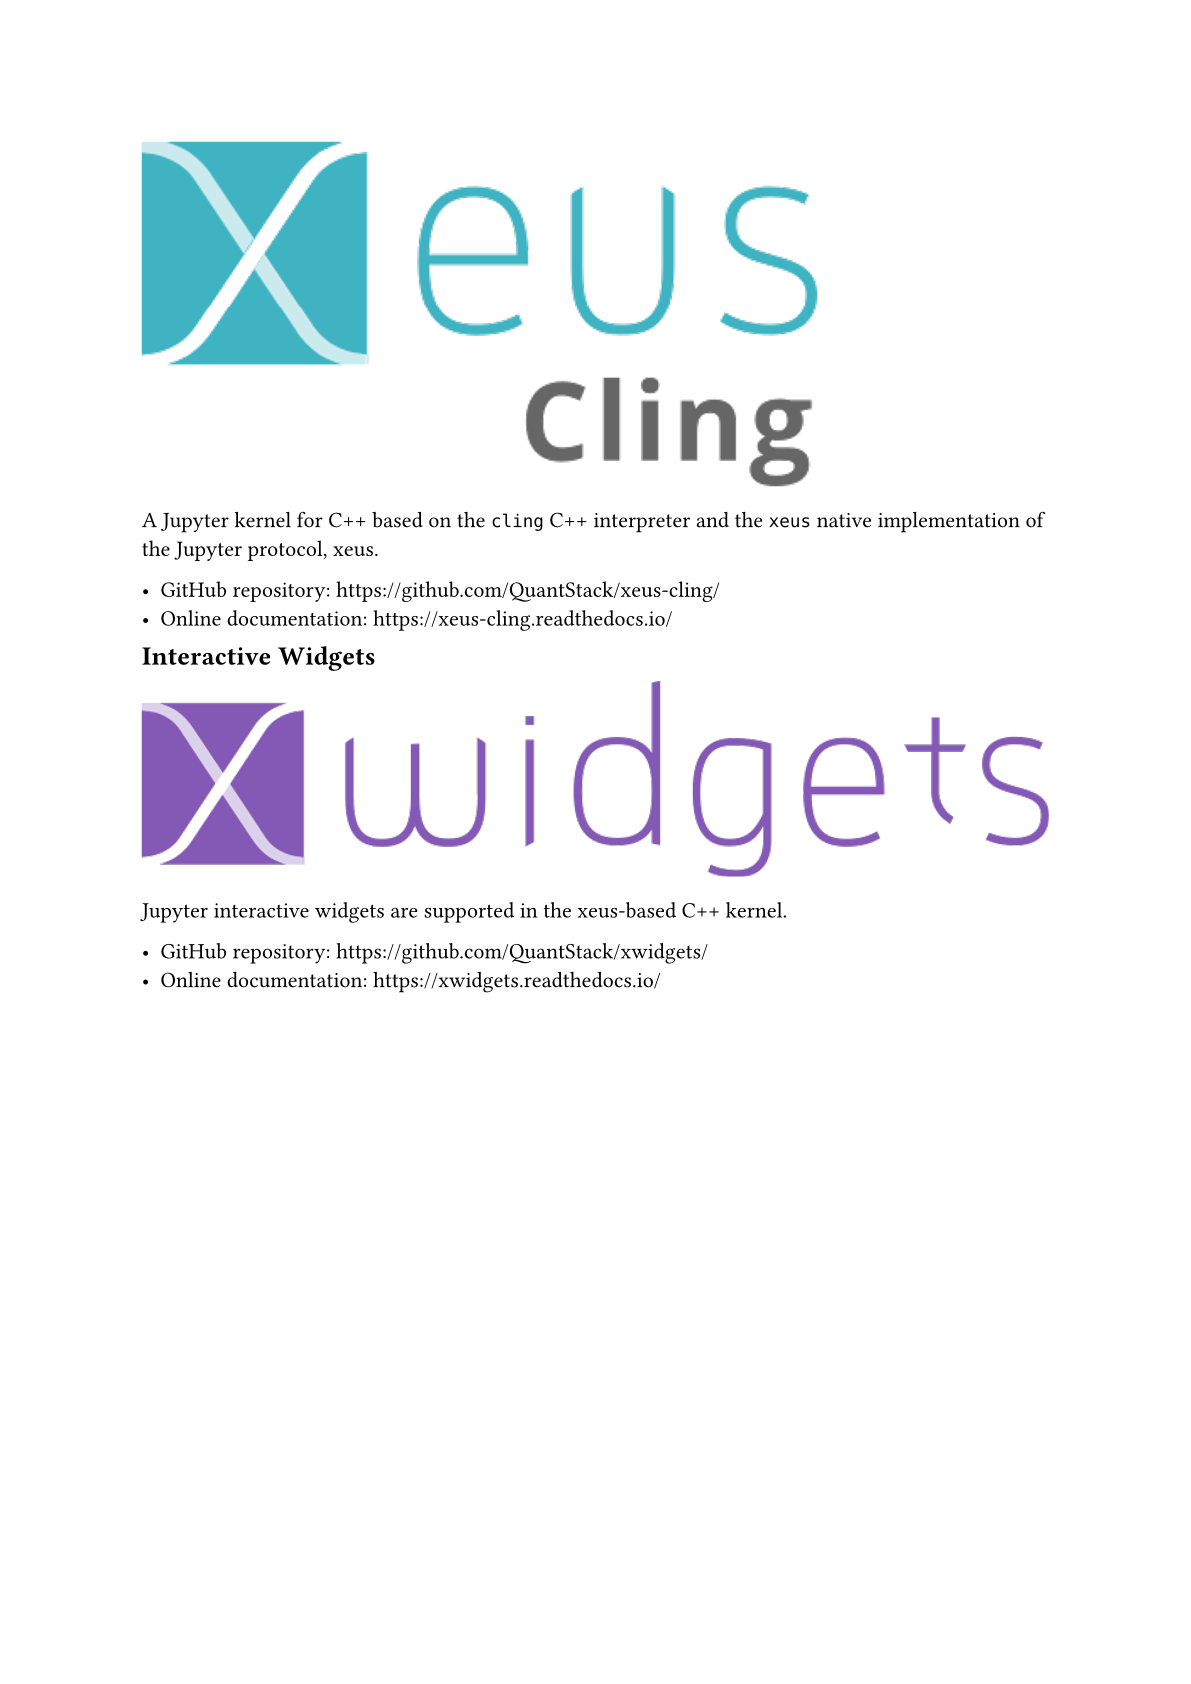 Xeus
Cling
A Jupyter kernel for C++ based on the cling C++ interpreter and the xeus native implementation of
the Jupyter protocol, xeus.
• GitHub repository: https://github.com/QuantStack/xeus-cling/
• Online documentation: https://xeus-cling.readthedocs.io/
Interactive Widgets
Xwidgets
Jupyter interactive widgets are supported in the xeus-based C++ kernel.
• GitHub repository: https://github.com/QuantStack/xwidgets/
• Online documentation: https://xwidgets.readthedocs.io/